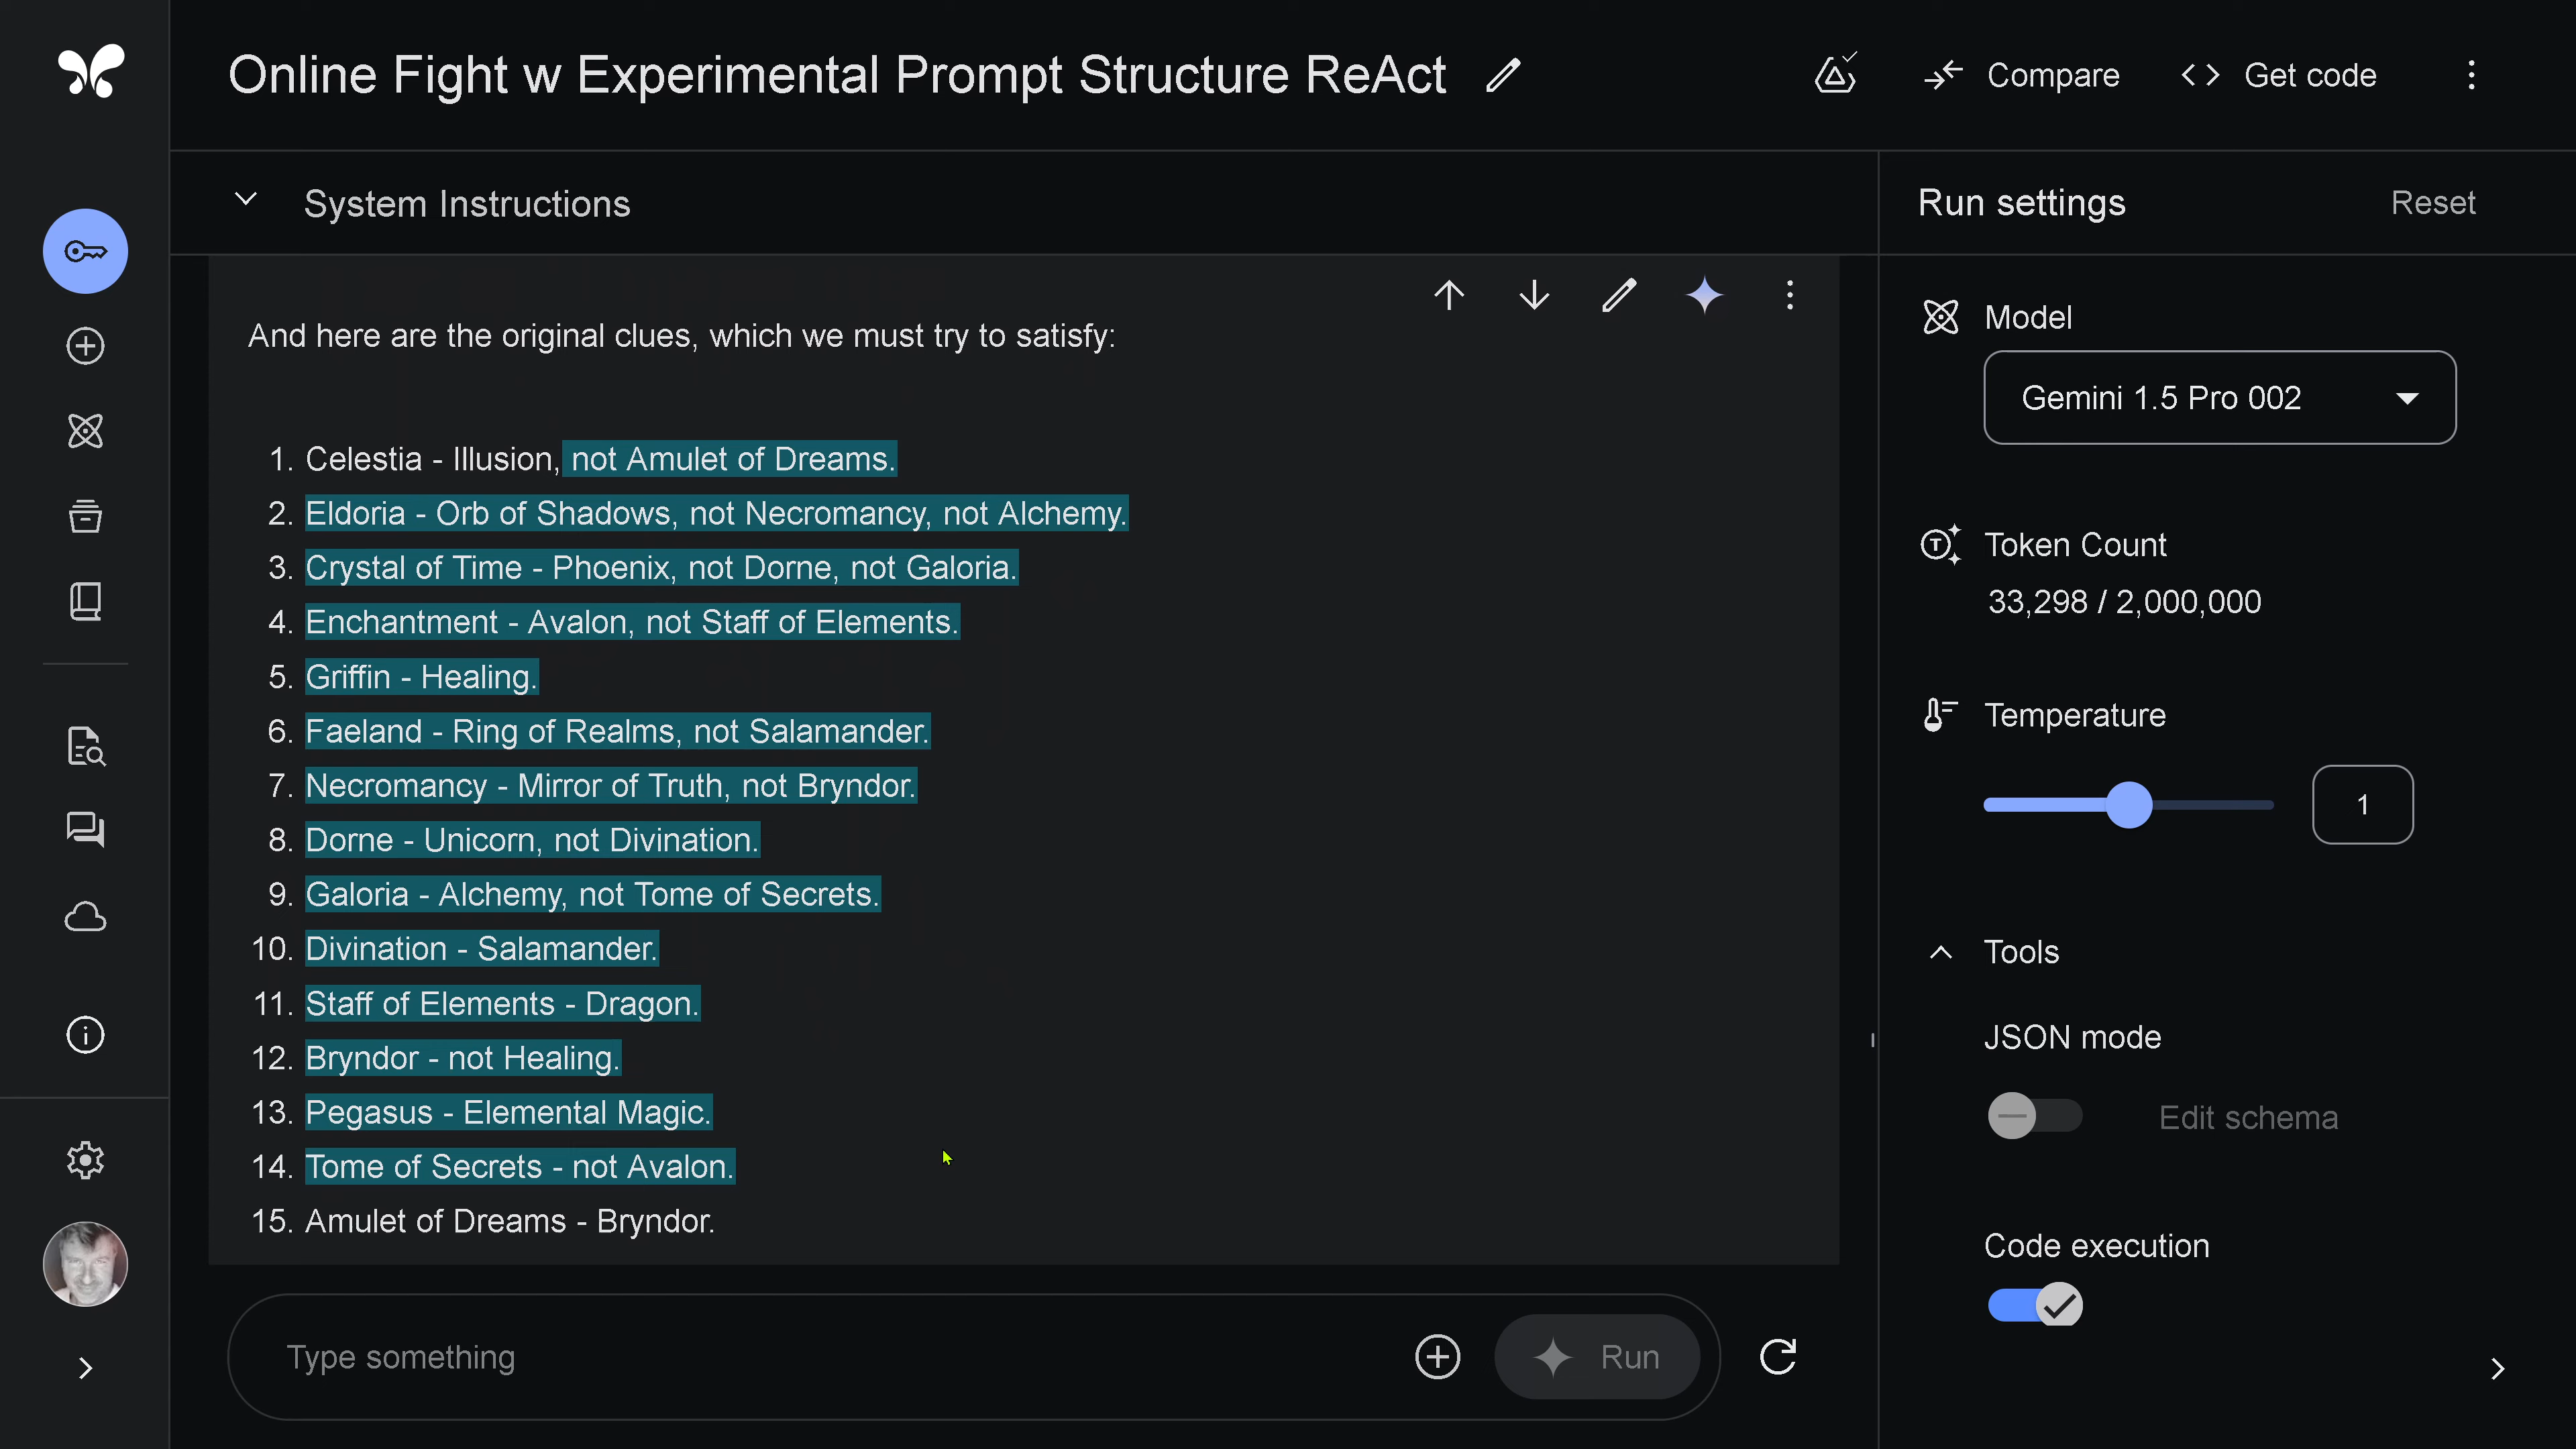 Online Fight w Experimental Prompt Structure ReAct
Compare
Get code
System Instructions
Run settings
Reset
And here are the original clues, which we must try to satisfy:
1. Celestia - Illusion, not Amulet of Dreams.
2. Eldoria - Orb of Shadows, not Necromancy, not Alchemy.
3. Crystal of Time - Phoenix, not Dorne, not Galoria.
4. Enchantment - Avalon, not Staff of Elements.
5. Griffin - Healing.
6. Faeland - Ring of Realms, not Salamander.
7. Necromancy - Mirror of Truth, not Bryndor.
8. Dorne - Unicorn, not Divination.
9. Galoria - Alchemy, not Tome of Secrets.
10. Divination - Salamander.
11. Staff of Elements - Dragon.
12. Bryndor - not Healing.
13. Pegasus - Elemental Magic.
14. Tome of Secrets - not Avalon.
15. Amulet of Dreams - Bryndor.
Type something
Run
Model
Gemini 1.5 Pro 002
Token Count
33,298 / 2,000,000
Temperature
1
Tools
JSON mode
Edit schema
Code execution